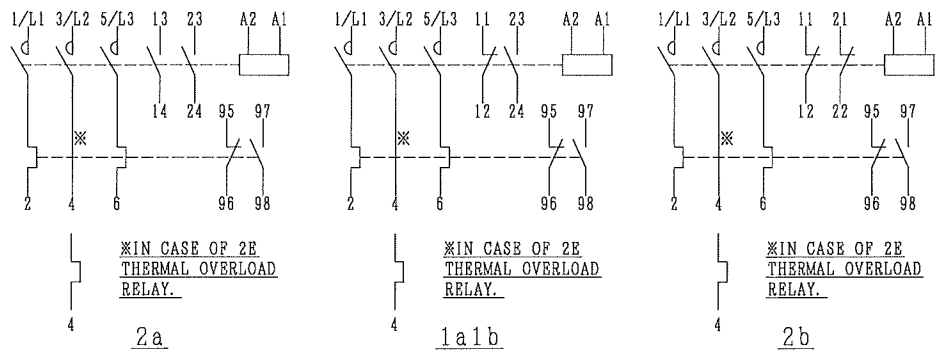 1/L1 3/L2 5/L3 13 23 A2 A1
14 24 95 97
※
2 4 6 96 98
※IN CASE OF 2E
THERMAL OVERLOAD
RELAY.
4
2a
1/L1 3/L2 5/L3 11 23 A2 A1
12 24 95 97
※
2 4 6 96 98
※IN CASE OF 2E
THERMAL OVERLOAD
RELAY.
4
1a1b
1/L1 3/L2 5/L3 11 21 A2 A1
12 22 95 97
※
2 4 6 96 98
※IN CASE OF 2E
THERMAL OVERLOAD
RELAY.
4
2b